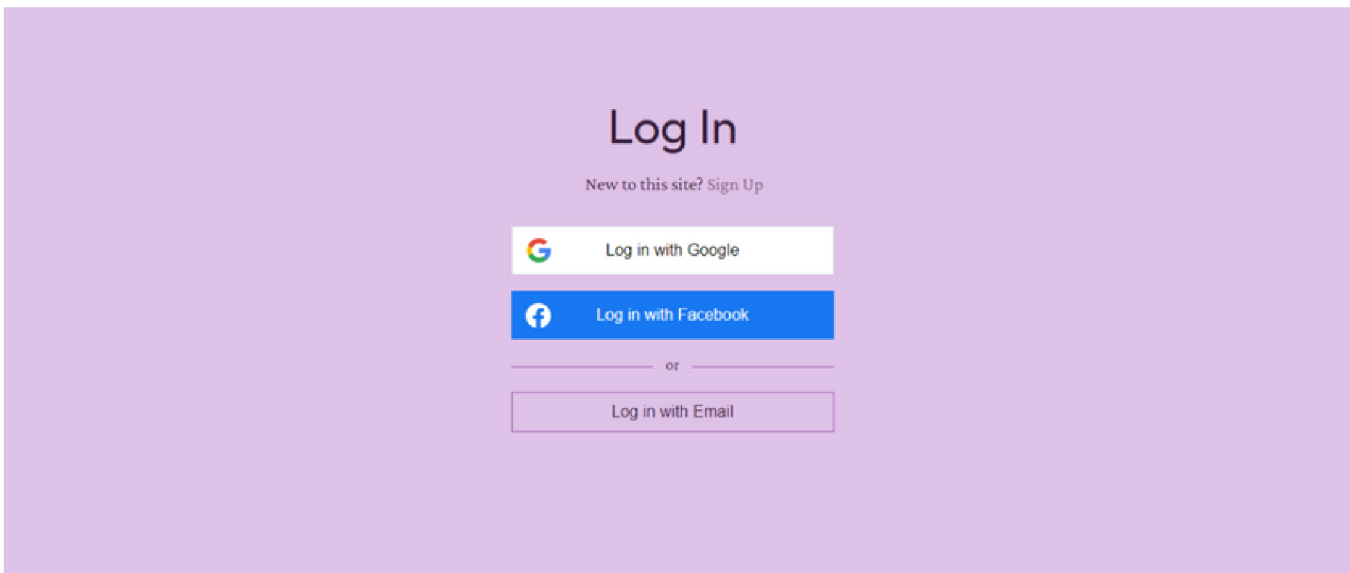 Log In
New to this site? Sign Up
Log in with Google
Log in with Facebook
or
Log in with Email